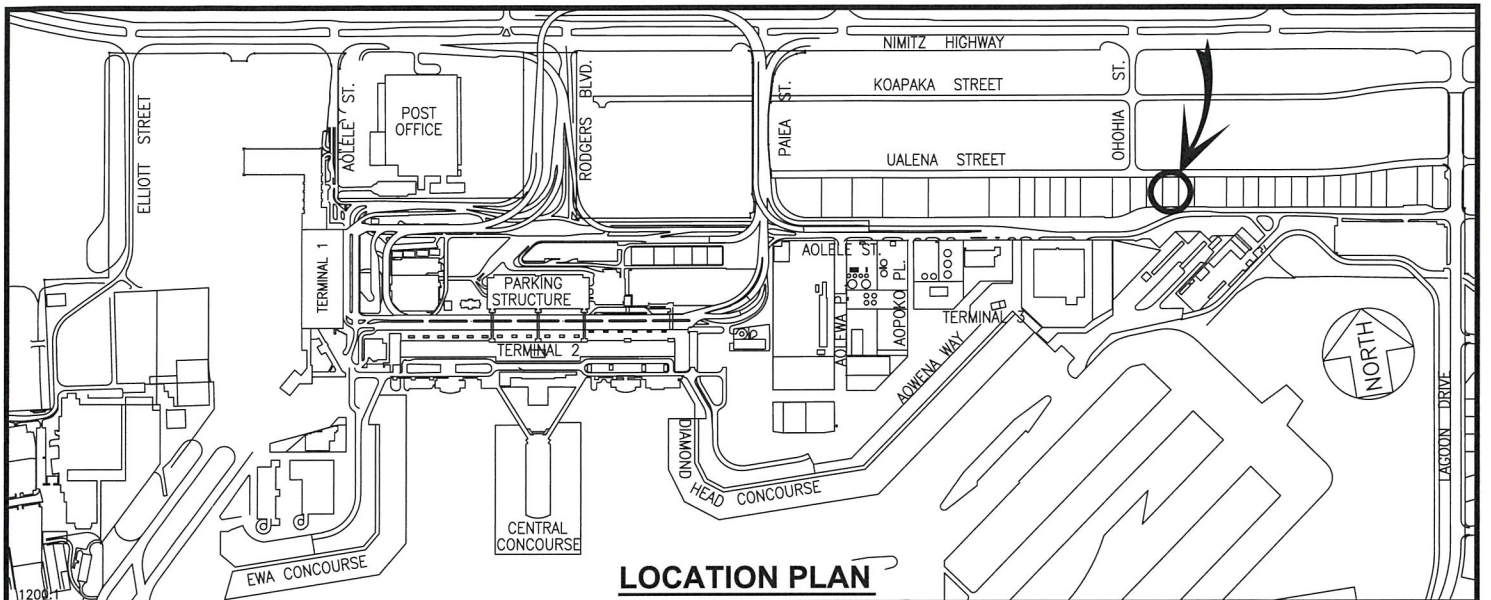 NIMITZ HIGHWAY
KOAPAKA STREET
UALENA STREET
ELLIOTT STREET
AOLELE ST.
POST
OFFICE
RODGERS BLVD.
PAIEA ST.
OHOHIA ST.
TERMINAL 1
PARKING
STRUCTURE
TERMINAL 2
AOLELE ST.
AOLEWA PL.
AOPOKO PL.
TERMINAL 3
AOWENA WAY
NORTH
LAGOON DRIVE
DIAMOND HEAD CONCOURSE
CENTRAL
CONCOURSE
EWA CONCOURSE
LOCATION PLAN
1200:1